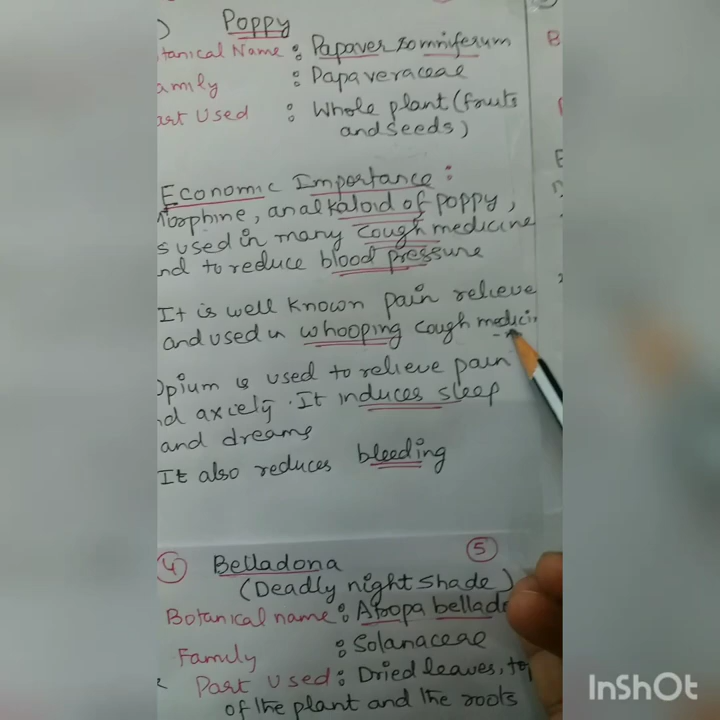 ) Poppy
tanical Name : Papaver somniferum
amily : Papaveraceae
art Used : Whole plant (fruits
and seeds)
Economic Importance :
Morphine, an alkaloid of poppy,
s used in many cough medicine
nd to reduce blood pressure
It is well known pain relieve
and used in whooping cough medicin
Opium is used to relieve pain
nd axciety. It induces sleep
and dreams
It also reduces bleeding
5
4 Belladona
(Deadly night shade)
Botanical name : Atropa bellado
Family : Solanaceae
Part Used : Dried leaves, to
of the plant and the roots
InShOt